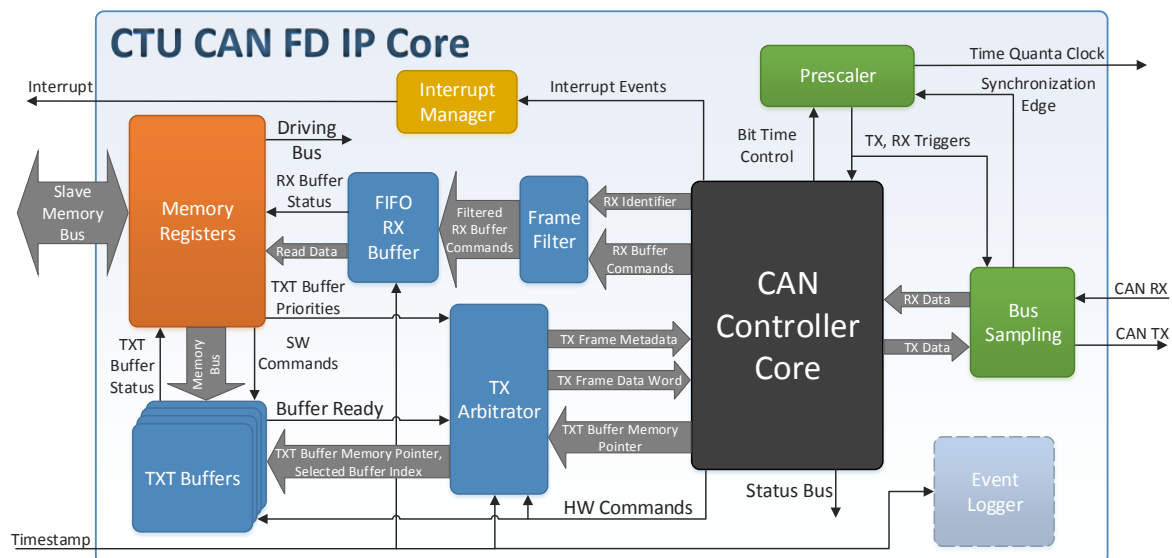 CTU CAN FD IP Core
Interrupt
Interrupt
Manager
Interrupt Events
Prescaler
Time Quanta Clock
Synchronization
Edge
Driving
Bus
Bit Time
Control
TX, RX Triggers
Slave
Memory
Bus
Memory
Registers
RX Buffer
Status
Read Data
FIFO
RX
Buffer
Filtered
RX Buffer
Commands
Frame
Filter
RX Identifier
RX Buffer
Commands
CAN
Controller
Core
RX Data
TX Data
Bus
Sampling
CAN RX
CAN TX
TXT Buffer
Priorities
TXT
Buffer
Status
Memory
Bus
SW
Commands
TX
Arbitrator
TX Frame Metadata
TX Frame Data Word
TXT Buffer Memory
Pointer
Buffer Ready
TXT Buffers
TXT Buffer Memory Pointer,
Selected Buffer Index
HW Commands
Status Bus
Event
Logger
Timestamp